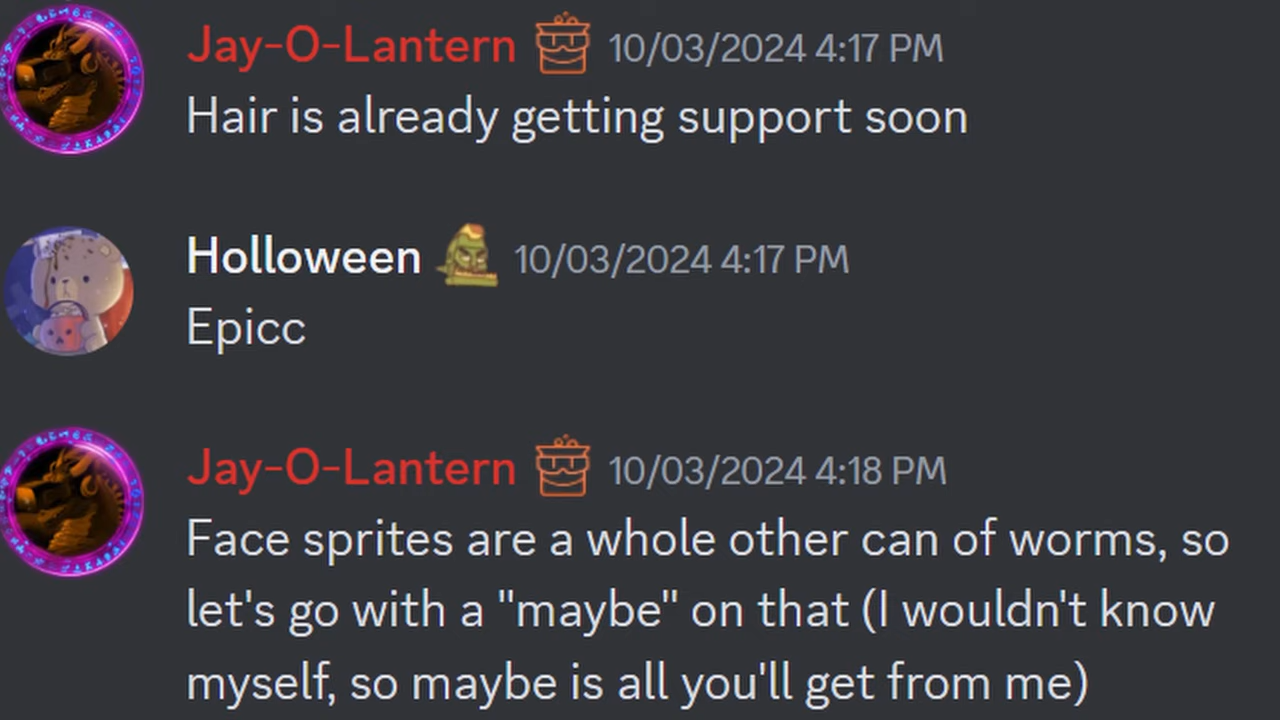 Jay-O-Lantern 10/03/2024 4:17 PM
Hair is already getting support soon
Holloween 10/03/2024 4:17 PM
Epicc
Jay-O-Lantern 10/03/2024 4:18 PM
Face sprites are a whole other can of worms, so
let's go with a "maybe" on that (I wouldn't know
myself, so maybe is all you'll get from me)